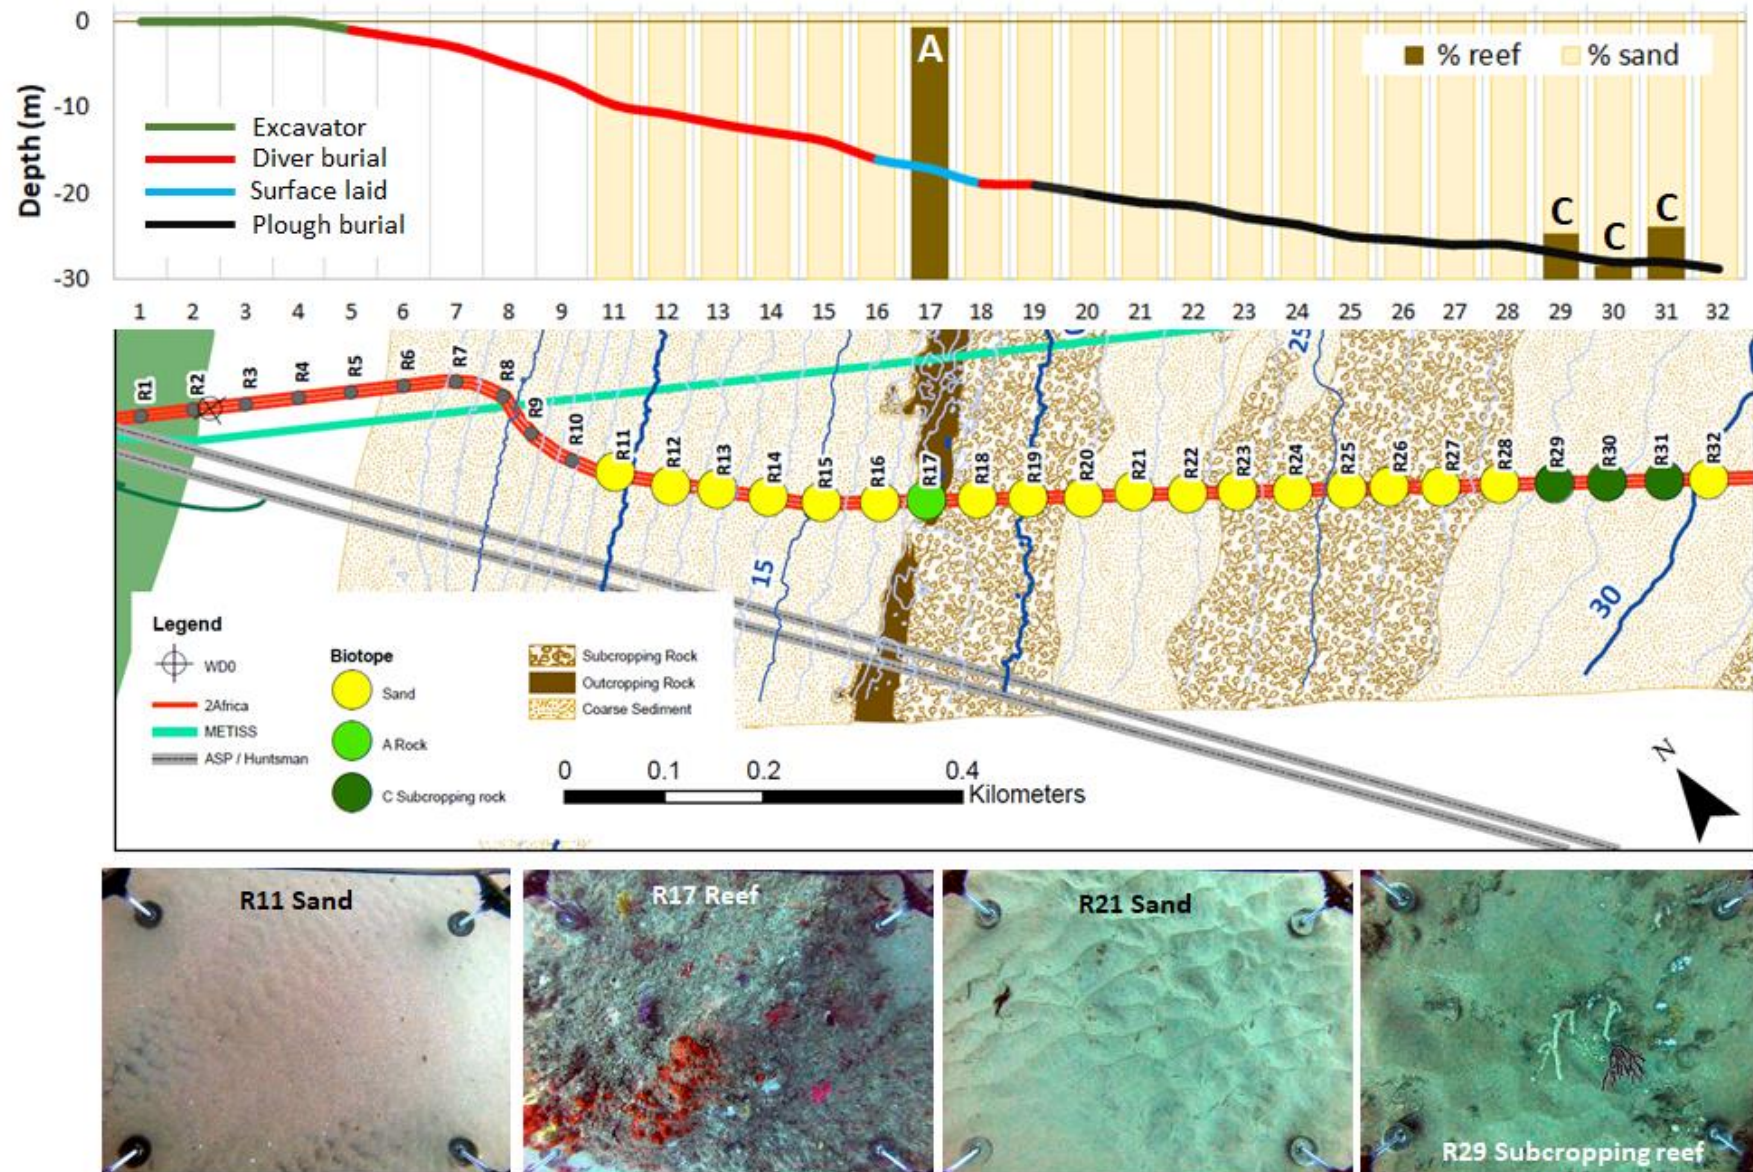 Depth (m)
0
-10
-20
-30
A
% reef
% sand
Excavator
Diver burial
Surface laid
Plough burial
C
C
C
1 2 3 4 5 6 7 8 9 11 12 13 14 15 16 17 18 19 20 21 22 23 24 25 26 27 28 29 30 31 32
R1
R2
R3
R4
R5
R6
R7
R8
R9
R10
R11
R12
R13
R14
R15
R16
R17
R18
R19
R20
R21
R22
R23
R24
R25
R26
R27
R28
R29
R30
R31
R32
25
15
30
Legend
WD0
2Africa
METISS
ASP / Huntsman
Biotope
Sand
A Rock
C Subcropping rock
Subcropping Rock
Outcropping Rock
Coarse Sediment
0 0.1 0.2 0.4
Kilometers
N
R11 Sand
R17 Reef
R21 Sand
R29 Subcropping reef